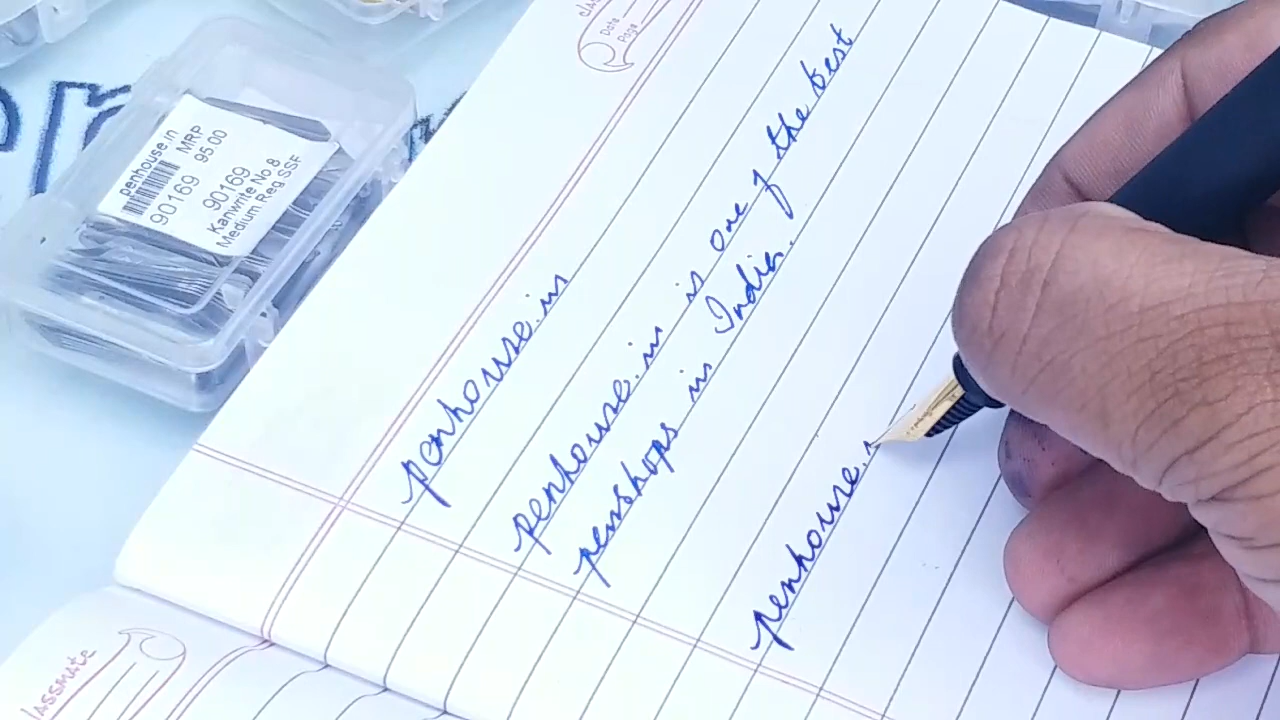 penhouse.in
MRP
90169 95.00
90169
Kanwrite No.8
Medium Reg SSF
classmate
Date
Page
penhouse.in
penhouse.in is one of the best
penshops in India.
penhouse.